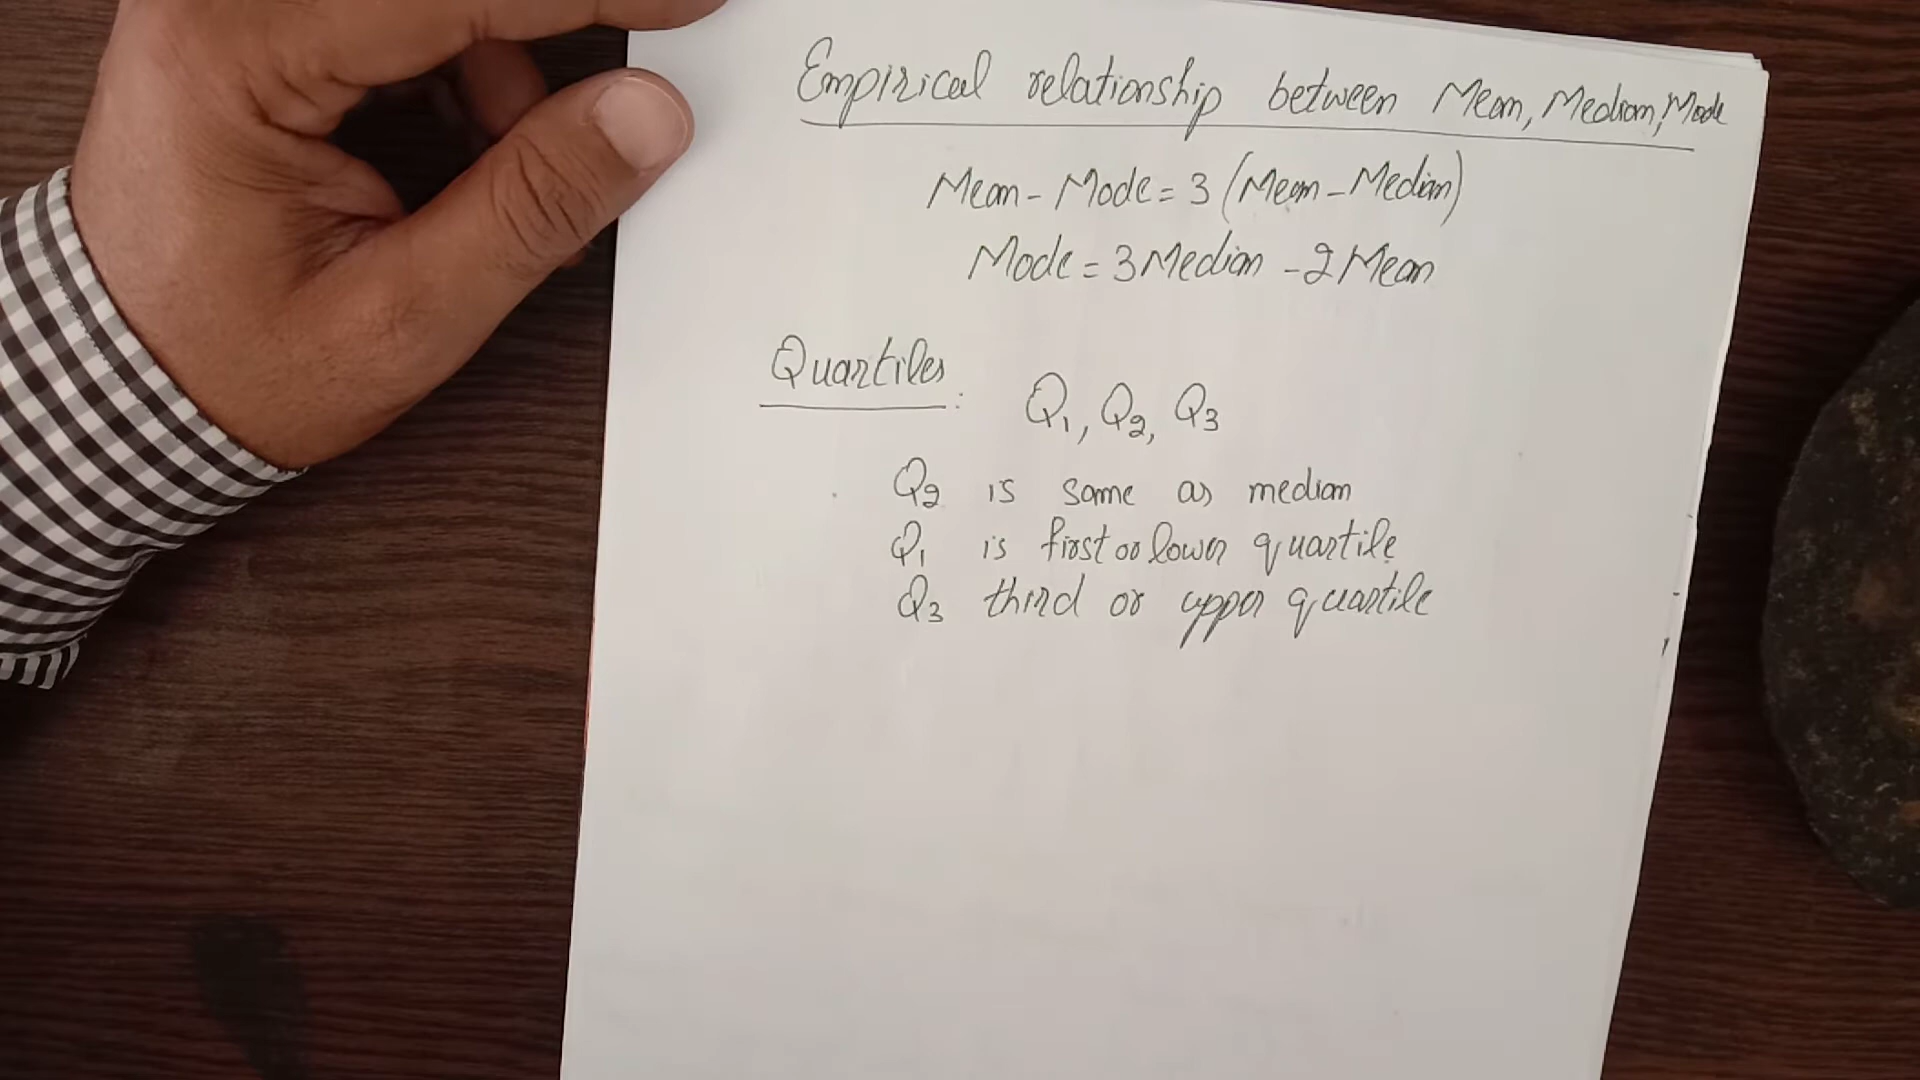 Empirical relationship between Mean, Median, Mode
Mean - Mode = 3 (Mean - Median)
Mode = 3 Median - 2 Mean
Quartiles : Q₁, Q₂, Q₃
Q₂ is same as median
Q₁ is first or lower quartile
Q₃ third or upper quartile